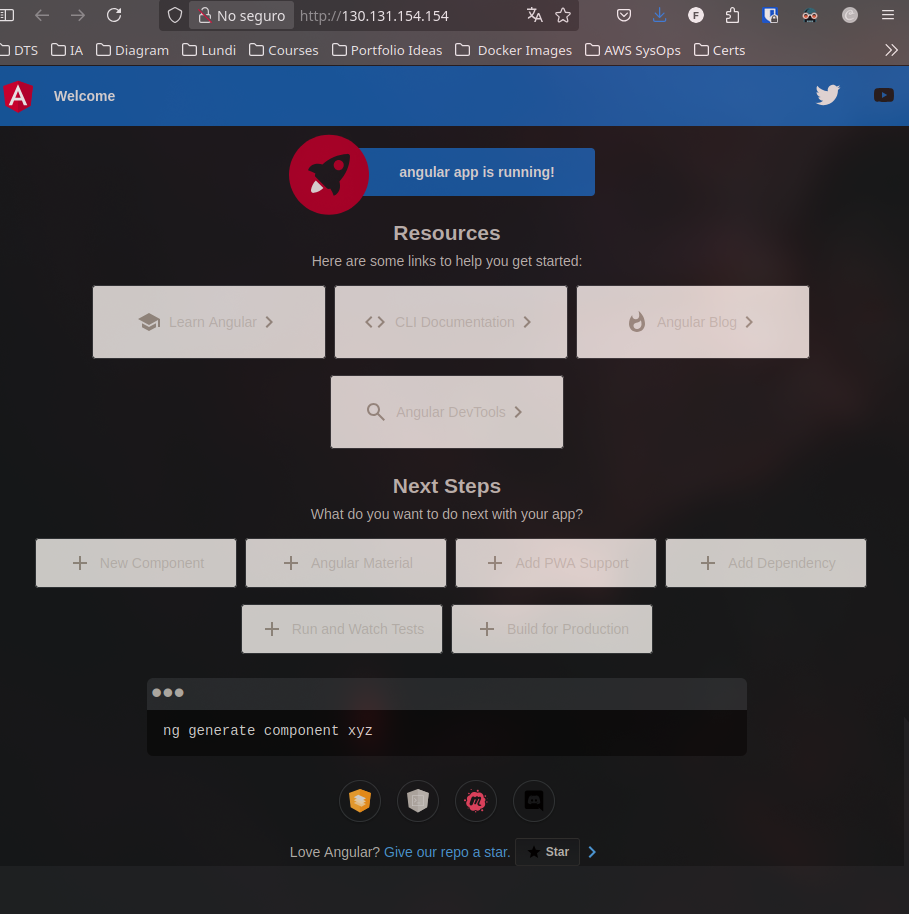 No seguro http://130.131.154.154
DTS IA Diagram Lundi Courses Portfolio Ideas Docker Images AWS SysOps Certs
Welcome
angular app is running!
Resources
Here are some links to help you get started:
Learn Angular CLI Documentation Angular Blog
Angular DevTools
Next Steps
What do you want to do next with your app?
New Component Angular Material Add PWA Support Add Dependency
Run and Watch Tests Build for Production
ng generate component xyz
Love Angular? Give our repo a star. Star